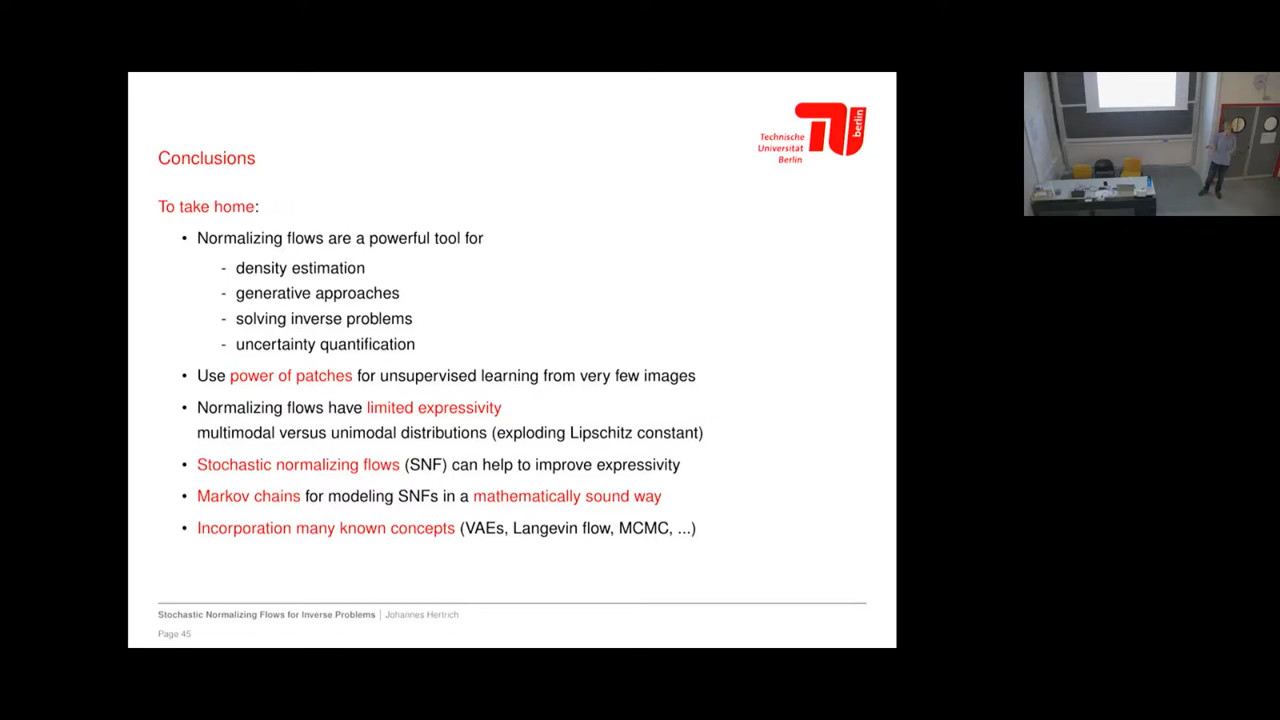 Technische
Universität
Berlin
berlin
Conclusions
To take home:
• Normalizing flows are a powerful tool for
- density estimation
- generative approaches
- solving inverse problems
- uncertainty quantification
• Use power of patches for unsupervised learning from very few images
• Normalizing flows have limited expressivity
multimodal versus unimodal distributions (exploding Lipschitz constant)
• Stochastic normalizing flows (SNF) can help to improve expressivity
• Markov chains for modeling SNFs in a mathematically sound way
• Incorporation many known concepts (VAEs, Langevin flow, MCMC, ...)
Stochastic Normalizing Flows for Inverse Problems | Johannes Hertrich
Page 45